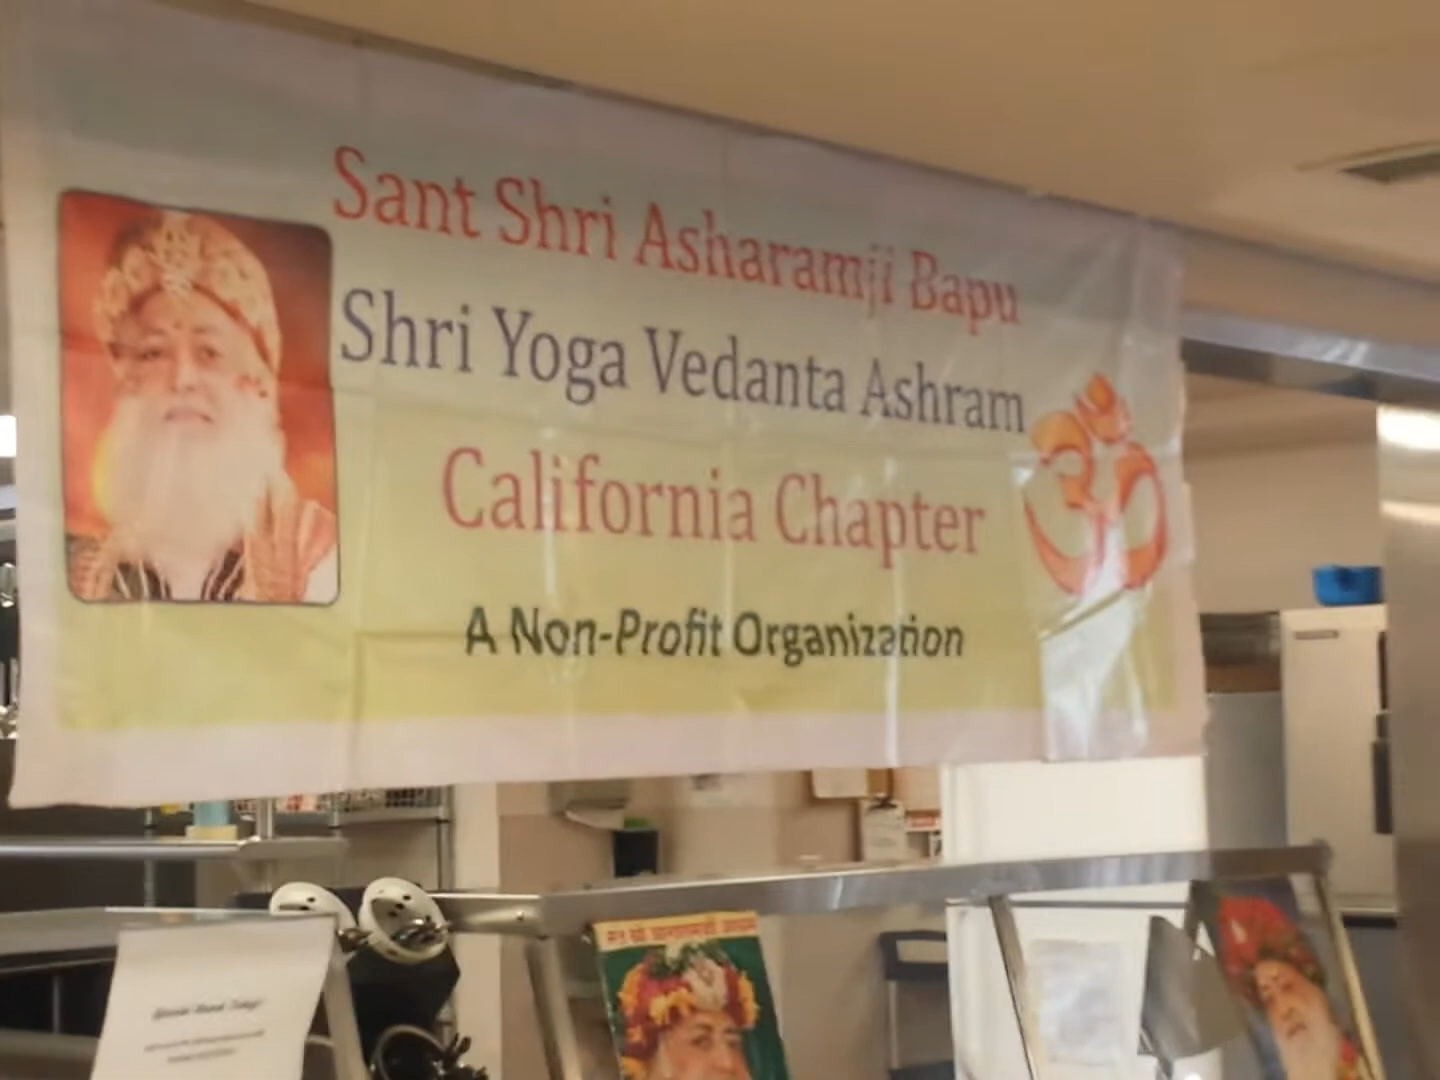 Sant Shri Asharamji Bapu
Shri Yoga Vedanta Ashram
California Chapter
ॐ
A Non-Profit Organization